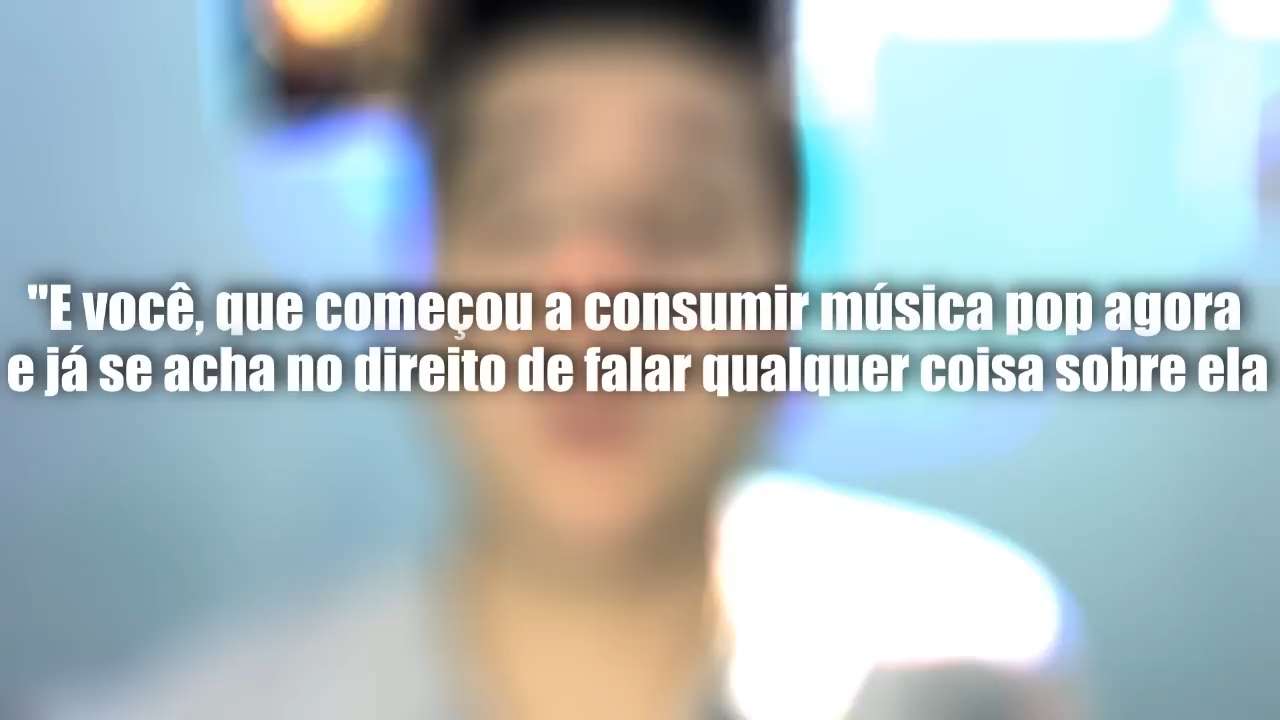 "E você, que começou a consumir música pop agora
e já se acha no direito de falar qualquer coisa sobre ela